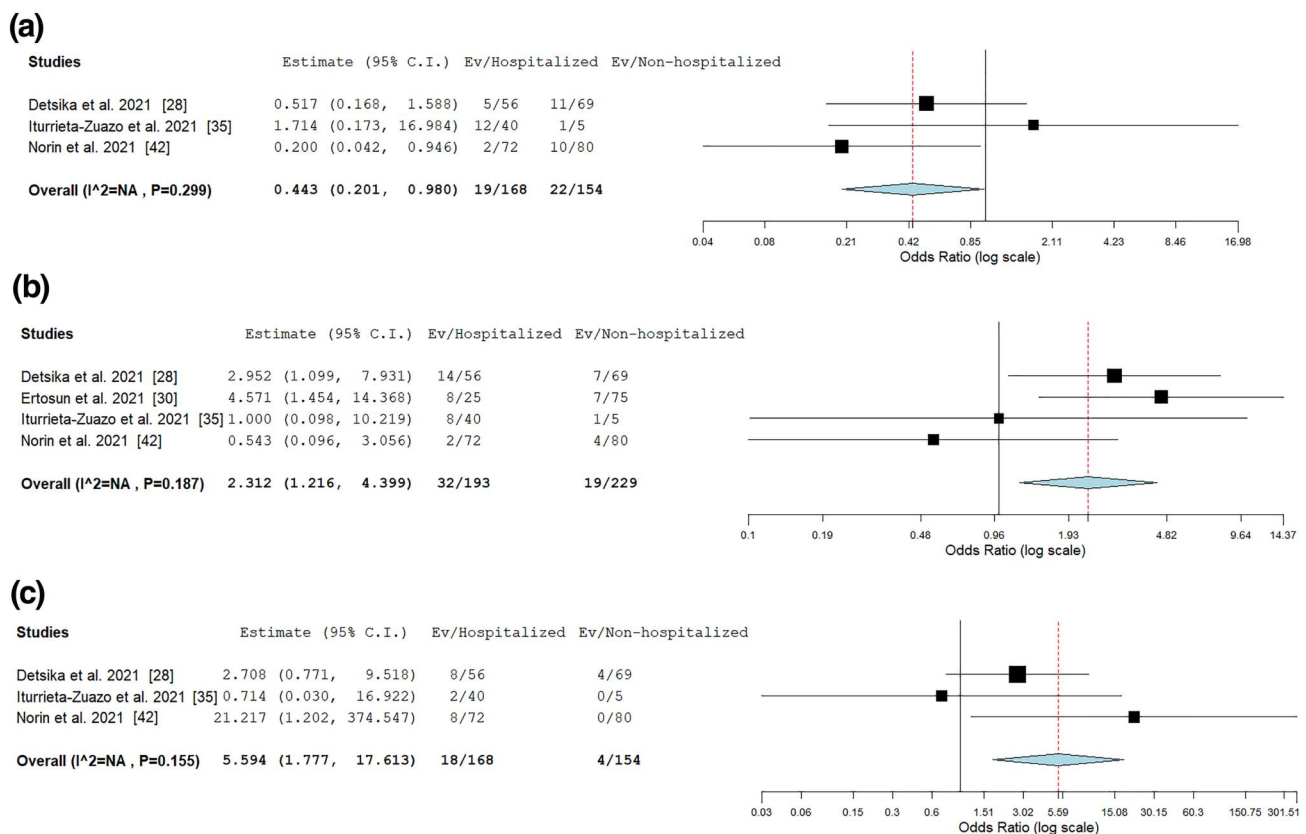 (a)
Studies Estimate (95% C.I.) Ev/Hospitalized Ev/Non-hospitalized
Detsika et al. 2021 [28] 0.517 (0.168, 1.588) 5/56 11/69
Iturrieta-Zuazo et al. 2021 [35] 1.714 (0.173, 16.984) 12/40 1/5
Norin et al. 2021 [42] 0.200 (0.042, 0.946) 2/72 10/80
Overall (I^2=NA , P=0.299) 0.443 (0.201, 0.980) 19/168 22/154
0.04 0.08 0.21 0.42 0.85 2.11 4.23 8.46 16.98
Odds Ratio (log scale)
(b)
Studies Estimate (95% C.I.) Ev/Hospitalized Ev/Non-hospitalized
Detsika et al. 2021 [28] 2.952 (1.099, 7.931) 14/56 7/69
Ertosun et al. 2021 [30] 4.571 (1.454, 14.368) 8/25 7/75
Iturrieta-Zuazo et al. 2021 [35] 1.000 (0.098, 10.219) 8/40 1/5
Norin et al. 2021 [42] 0.543 (0.096, 3.056) 2/72 4/80
Overall (I^2=NA , P=0.187) 2.312 (1.216, 4.399) 32/193 19/229
0.1 0.19 0.48 0.96 1.93 4.82 9.64 14.37
Odds Ratio (log scale)
(c)
Studies Estimate (95% C.I.) Ev/Hospitalized Ev/Non-hospitalized
Detsika et al. 2021 [28] 2.708 (0.771, 9.518) 8/56 4/69
Iturrieta-Zuazo et al. 2021 [35] 0.714 (0.030, 16.922) 2/40 0/5
Norin et al. 2021 [42] 21.217 (1.202, 374.547) 8/72 0/80
Overall (I^2=NA , P=0.155) 5.594 (1.777, 17.613) 18/168 4/154
0.03 0.06 0.15 0.3 0.6 1.51 3.02 5.59 15.08 30.15 60.3 150.75 301.51
Odds Ratio (log scale)